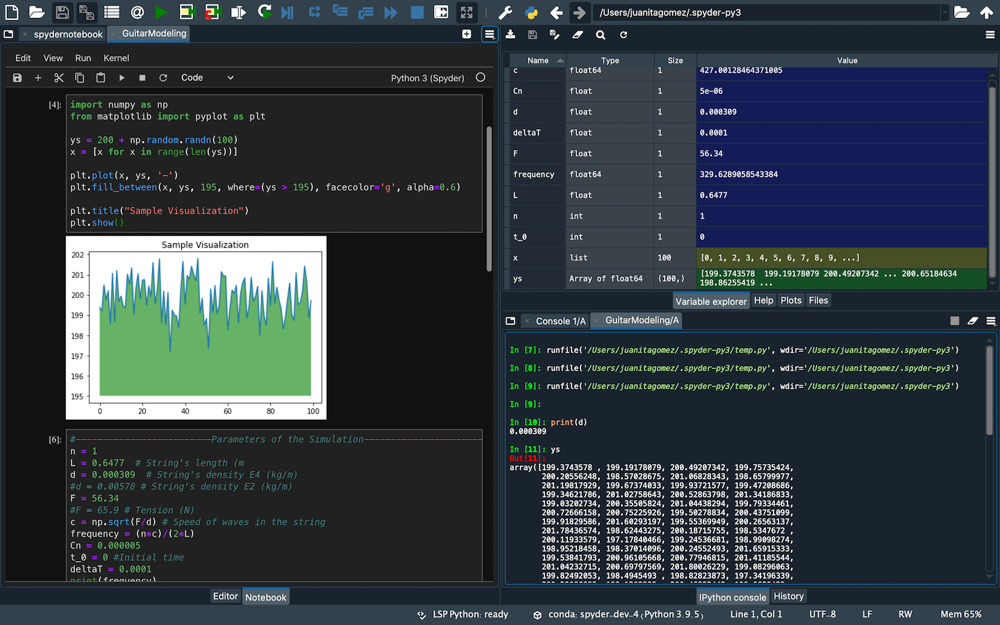 /Users/juanitagomez/.spyder-py3
spydernotebook
GuitarModeling
Edit View Run Kernel
Code
Python 3 (Spyder)
[4]:
import numpy as np
from matplotlib import pyplot as plt
ys = 200 + np.random.randn(100)
x = [x for x in range(len(ys))]
plt.plot(x, ys, '-')
plt.fill_between(x, ys, 195, where=(ys > 195), facecolor='g', alpha=0.6)
plt.title("Sample Visualization")
plt.show()
Sample Visualization
202
201
200
199
198
197
196
195
0 20 40 60 80 100
[6]:
#-------------------------Parameters of the Simulation----------------------
n = 1
L = 0.6477 # String's length (m
d = 0.000309 # String's density E4 (kg/m)
#d = 0.00578 # String's density E2 (kg/m)
F = 56.34
#F = 65.9 # Tension (N)
c = np.sqrt(F/d) # Speed of waves in the string
frequency = (n*c)/(2*L)
Cn = 0.000005
t_0 = 0 #Initial time
deltaT = 0.0001
print(frequency)
Editor Notebook
Name Type Size Value
c float64 1 427.00128464371005
Cn float 1 5e-06
d float 1 0.000309
deltaT float 1 0.0001
F float 1 56.34
frequency float64 1 329.6289058543384
L float 1 0.6477
n int 1 1
t_0 int 1 0
x list 100 [0, 1, 2, 3, 4, 5, 6, 7, 8, 9, ...]
ys Array of float64 (100,) [199.3743578 199.19178079 200.49207342 ... 200.65184634
198.86255419 ...
Variable explorer Help Plots Files
Console 1/A GuitarModeling/A
In [7]: runfile('/Users/juanitagomez/.spyder-py3/temp.py', wdir='/Users/juanitagomez/.spyder-py3')
In [8]: runfile('/Users/juanitagomez/.spyder-py3/temp.py', wdir='/Users/juanitagomez/.spyder-py3')
In [9]: runfile('/Users/juanitagomez/.spyder-py3/temp.py', wdir='/Users/juanitagomez/.spyder-py3')
In [9]:
In [10]: print(d)
0.000309
In [11]: ys
Out[11]:
array([199.3743578 , 199.19178079, 200.49207342, 199.75735424,
200.20556248, 198.57028675, 201.06828343, 198.65799977,
201.19817929, 199.67374033, 199.93721577, 199.47208686,
199.34621786, 201.02758643, 200.52863798, 201.34186833,
199.03202734, 200.35505824, 201.04438294, 199.79334461,
200.72666158, 200.75225926, 199.50278834, 200.43751099,
199.91829586, 201.60293197, 199.55369949, 200.26563137,
201.78436574, 198.62443275, 200.18715755, 198.5347672 ,
200.11933579, 197.17840466, 199.24536681, 198.99098274,
198.95218458, 198.37014096, 200.24552493, 201.65915333,
199.53841793, 200.96105668, 200.77946815, 201.41185544,
201.04232715, 200.69797569, 201.80026229, 199.08296063,
199.82492053, 198.4945493 , 198.82823873, 197.34196339,
IPython console History
LSP Python: ready conda: spyder_dev_4 (Python 3.9.5) Line 1, Col 1 UTF-8 LF RW Mem 65%